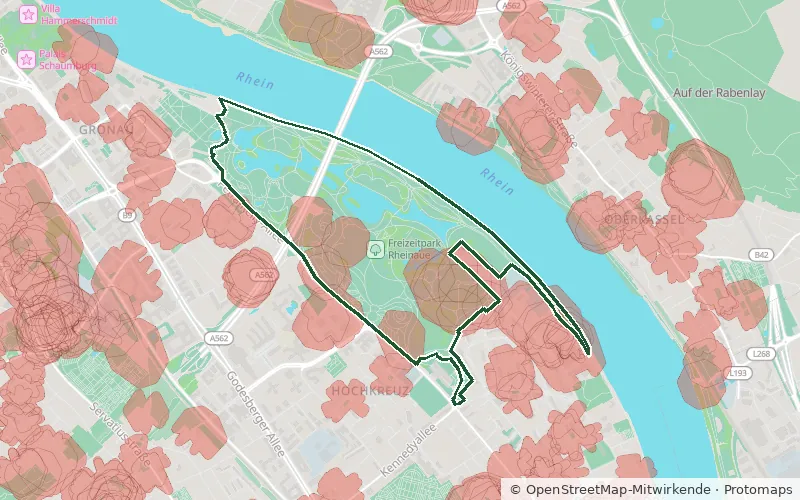 Villa
Hammerschmidt
Palais
Schaumburg
A562
A562
Rhein
Königswinterer Straße
Auf der Rabenlay
GRONAU
Rhein
B9
OBERKASSEL
Freizeitpark
Rheinaue
B42
A562
A562
L268
L193
Godesberger Allee
HOCHKREUZ
Servatiusstraße
Kennedyallee
© OpenStreetMap-Mitwirkende © Protomaps